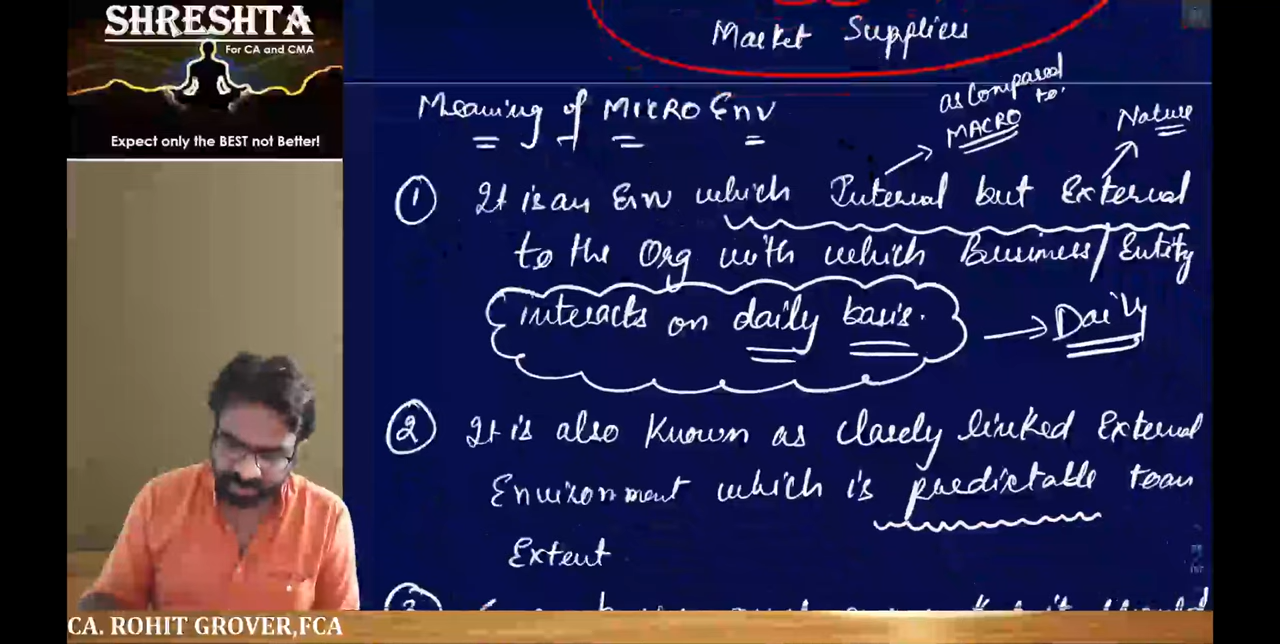 SHRESHTA
For CA and CMA
Expect only the BEST not Better!
Market Supplies
as Compared
to
MACRO
Nature
Meaning of MICRO Env
① It is an Env which Internal but External
to the Org with which Business/Entity
interacts on daily basis. → Daily
② It is also Known as closely linked External
Environment which is predictable to an
Extent
③
CA. ROHIT GROVER,FCA